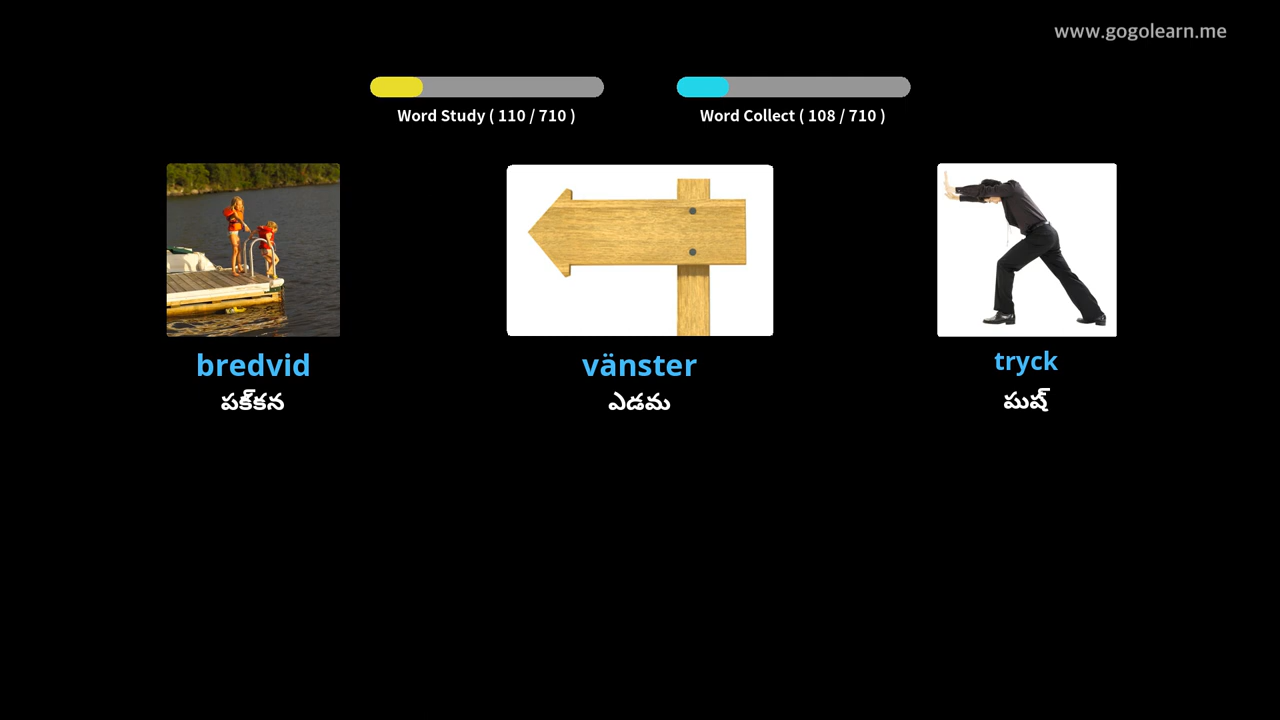 www.gogolearn.me
Word Study ( 110 / 710 )
Word Collect ( 108 / 710 )
bredvid
vänster
tryck
పక్కన
ఎడమ
పుష్